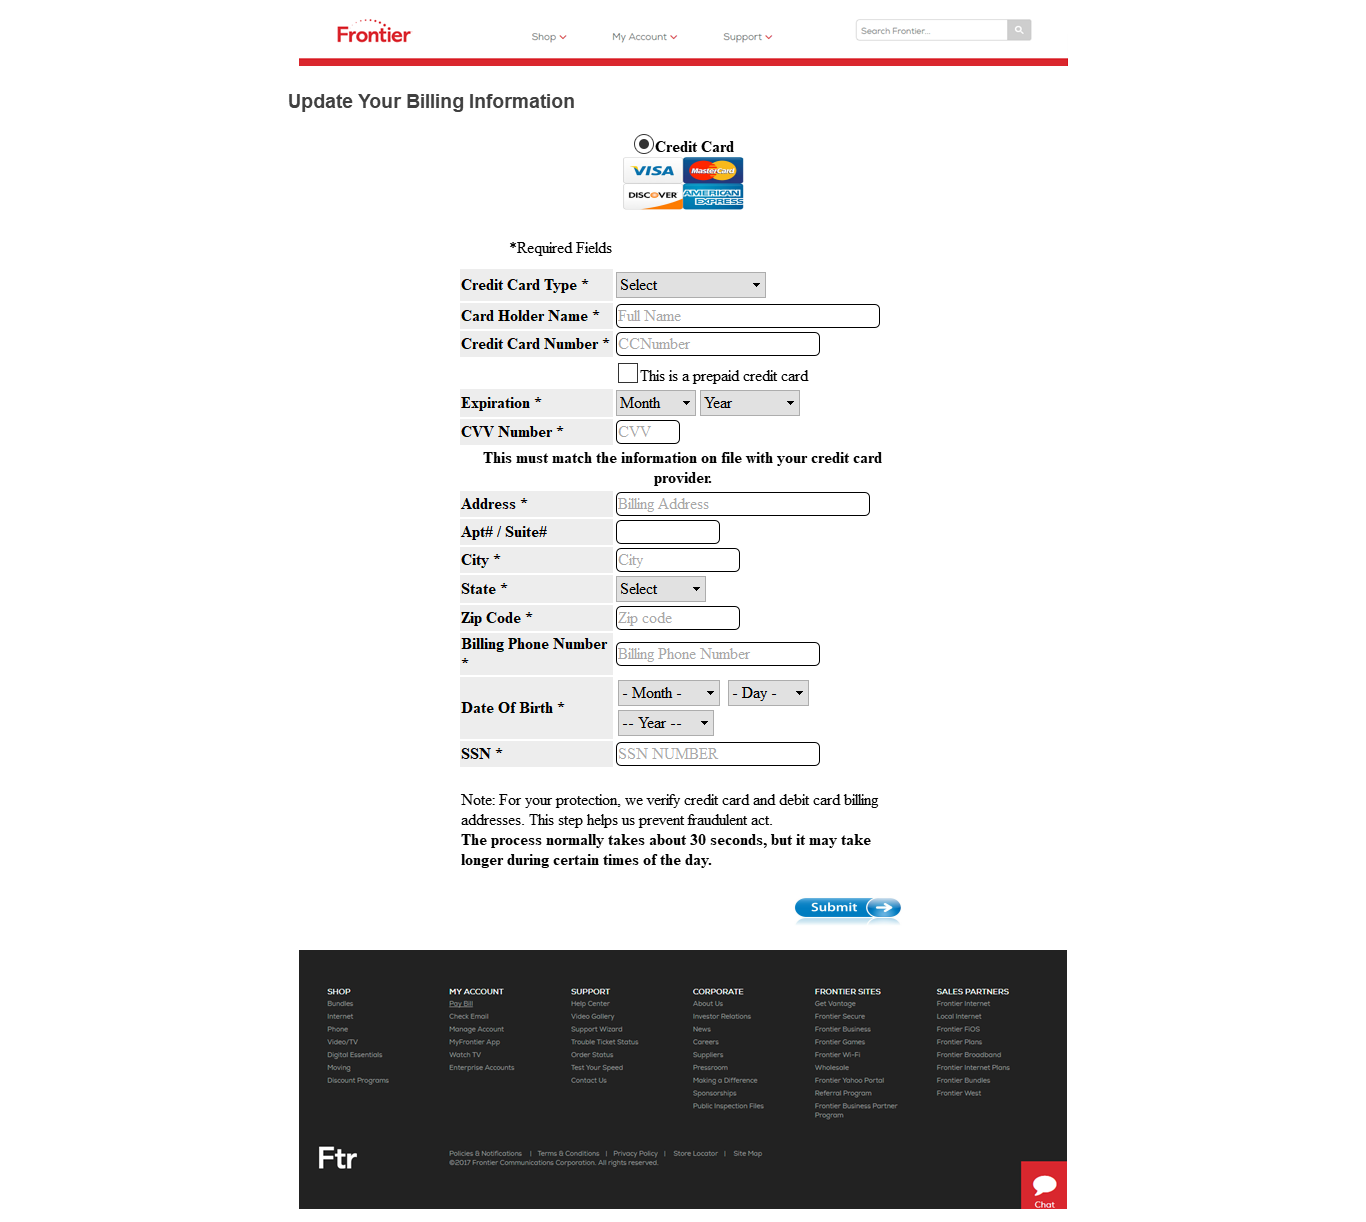 Frontier
Shop My Account Support Search Frontier...
Update Your Billing Information
Credit Card
VISA MasterCard
DISCOVER AMERICAN EXPRESS
*Required Fields
Credit Card Type * Select
Card Holder Name * Full Name
Credit Card Number * CCNumber
This is a prepaid credit card
Expiration * Month Year
CVV Number * CVV
This must match the information on file with your credit card
provider.
Address * Billing Address
Apt# / Suite#
City * City
State * Select
Zip Code * Zip code
Billing Phone Number
* Billing Phone Number
Date Of Birth * - Month - - Day -
-- Year --
SSN * SSN NUMBER
Note: For your protection, we verify credit card and debit card billing
addresses. This step helps us prevent fraudulent act.
The process normally takes about 30 seconds, but it may take
longer during certain times of the day.
Submit
SHOP
Bundles
Internet
Phone
Video/TV
Digital Essentials
Moving
Discount Programs
MY ACCOUNT
Pay Bill
Check Email
Manage Account
MyFrontier App
Watch TV
Enterprise Accounts
SUPPORT
Help Center
Video Gallery
Support Wizard
Trouble Ticket Status
Order Status
Test Your Speed
Contact Us
CORPORATE
About Us
Investor Relations
News
Careers
Suppliers
Pressroom
Making a Difference
Sponsorships
Public Inspection Files
FRONTIER SITES
Get Vantage
Frontier Secure
Frontier Business
Frontier Games
Frontier Wi-Fi
Wholesale
Frontier Yahoo Portal
Referral Program
Frontier Business Partner
Program
SALES PARTNERS
Frontier Internet
Local Internet
Frontier FiOS
Frontier Plans
Frontier Broadband
Frontier Internet Plans
Frontier Bundles
Frontier West
Ftr
Policies & Notifications | Terms & Conditions | Privacy Policy | Store Locator | Site Map
©2017 Frontier Communications Corporation. All rights reserved.
Chat